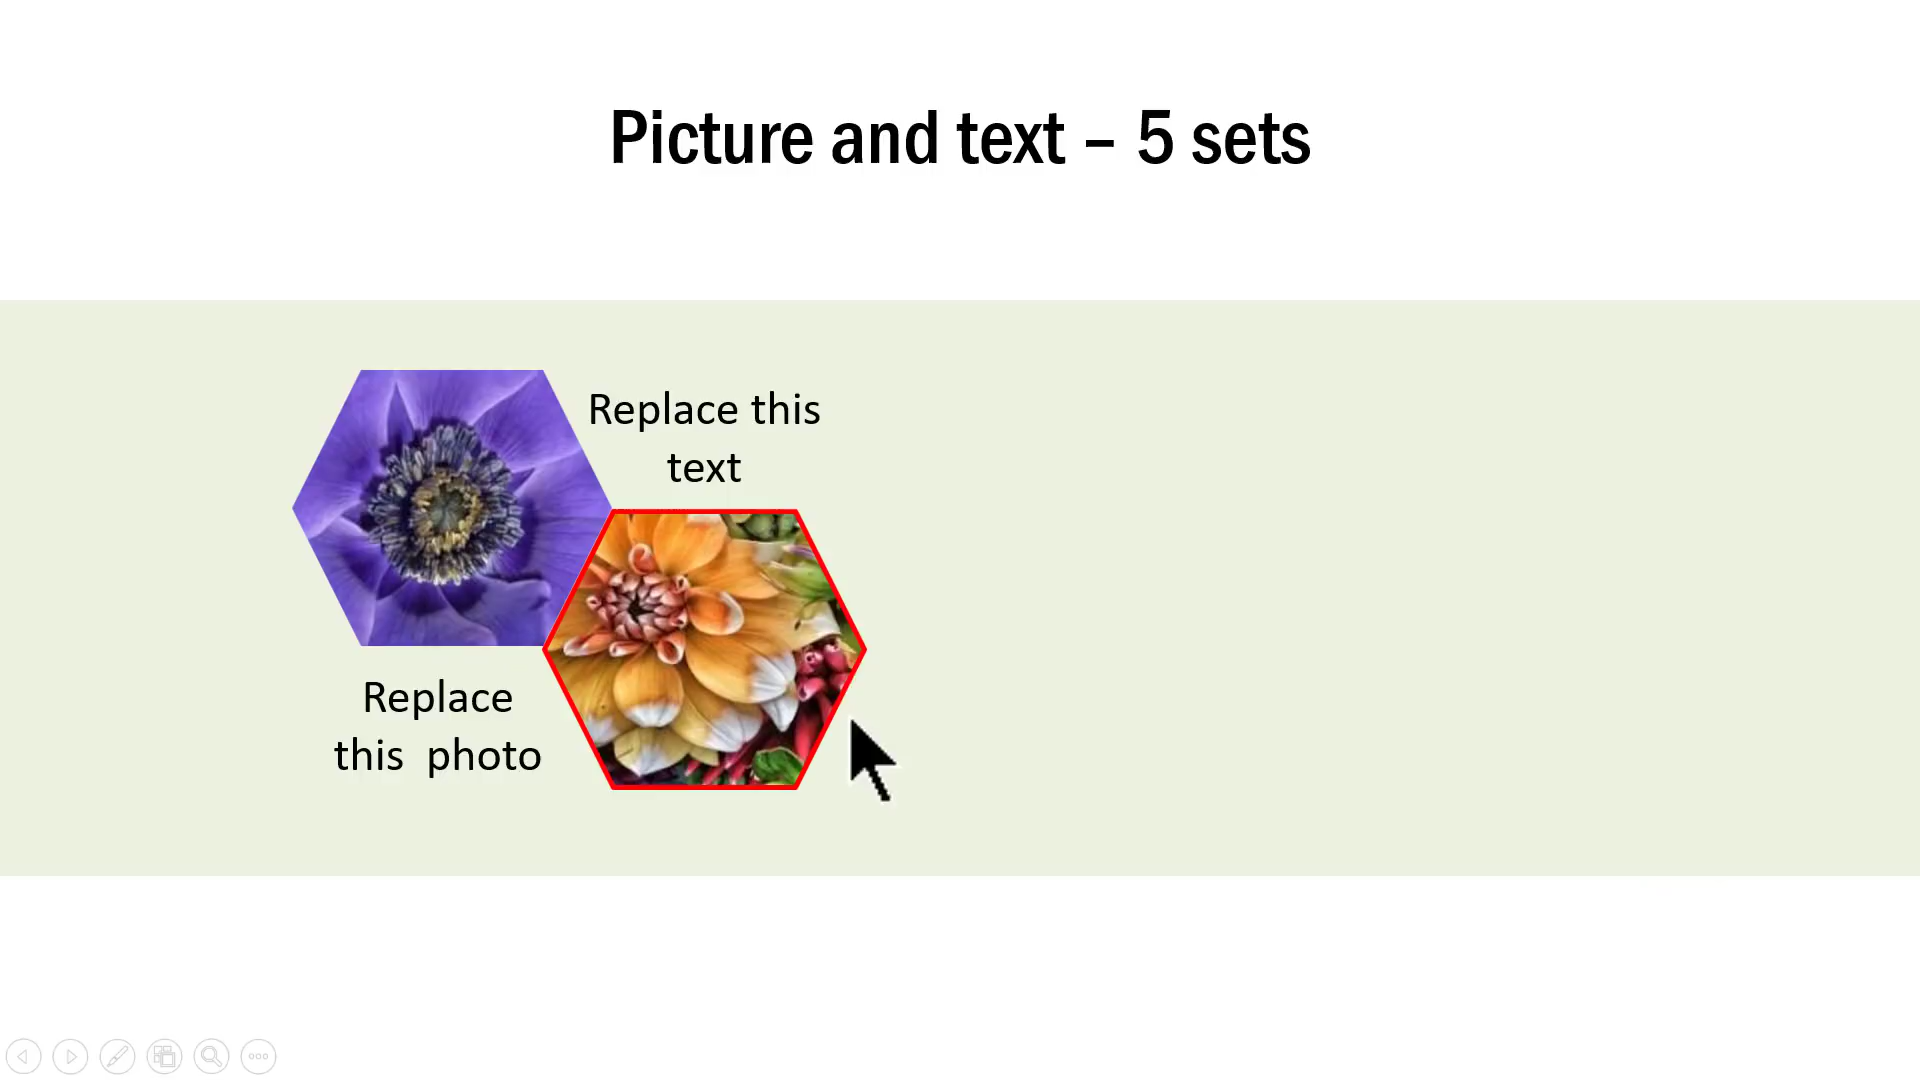 Picture and text – 5 sets
Replace this
text
Replace
this  photo